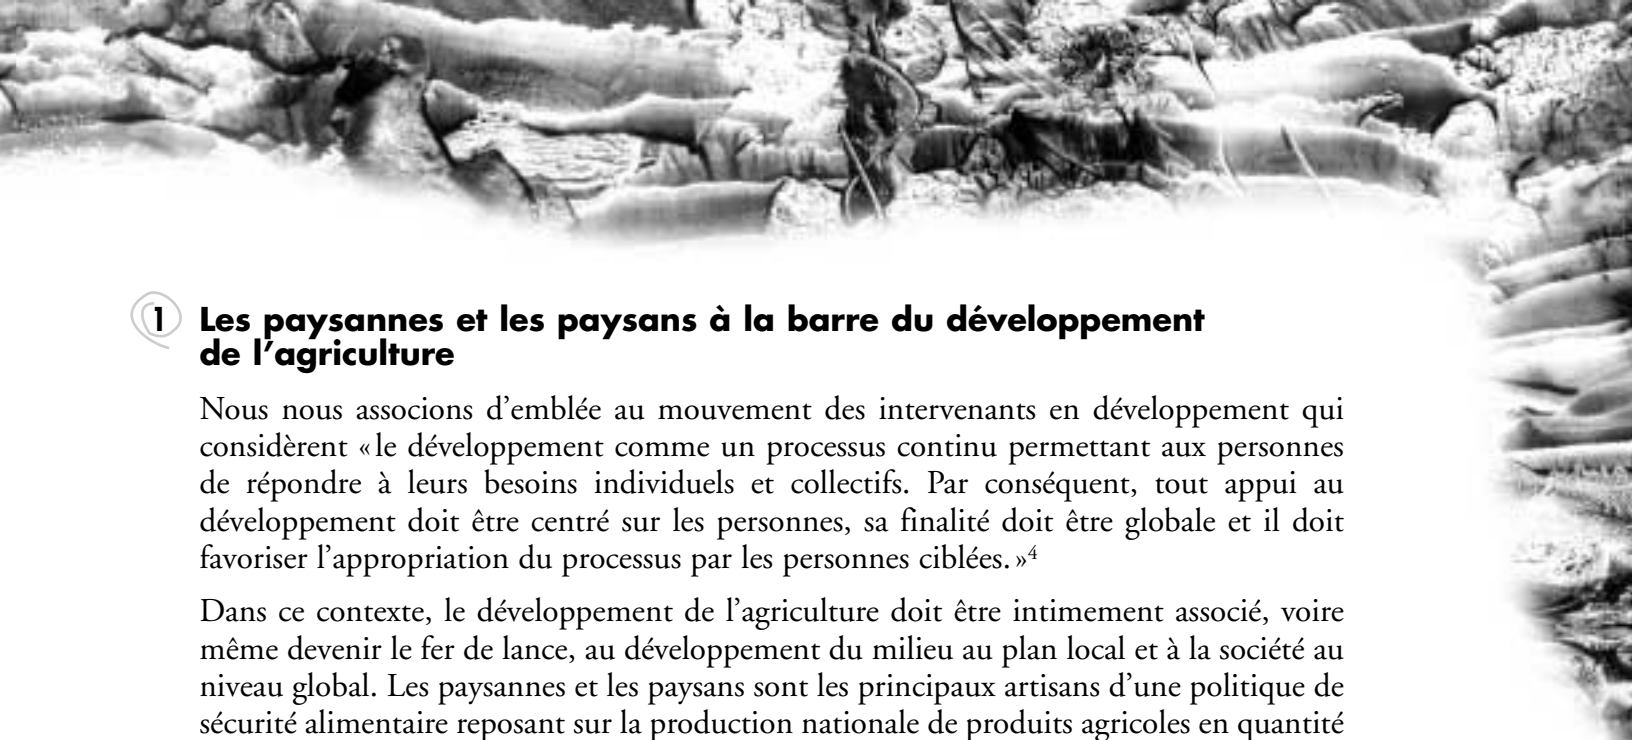 1 Les paysannes et les paysans à la barre du développement
de l’agriculture
Nous nous associons d’emblée au mouvement des intervenants en développement qui
considèrent «le développement comme un processus continu permettant aux personnes
de répondre à leurs besoins individuels et collectifs. Par conséquent, tout appui au
développement doit être centré sur les personnes, sa finalité doit être globale et il doit
favoriser l’appropriation du processus par les personnes ciblées.»4
Dans ce contexte, le développement de l’agriculture doit être intimement associé, voire
même devenir le fer de lance, au développement du milieu au plan local et à la société au
niveau global. Les paysannes et les paysans sont les principaux artisans d’une politique de
sécurité alimentaire reposant sur la production nationale de produits agricoles en quantité